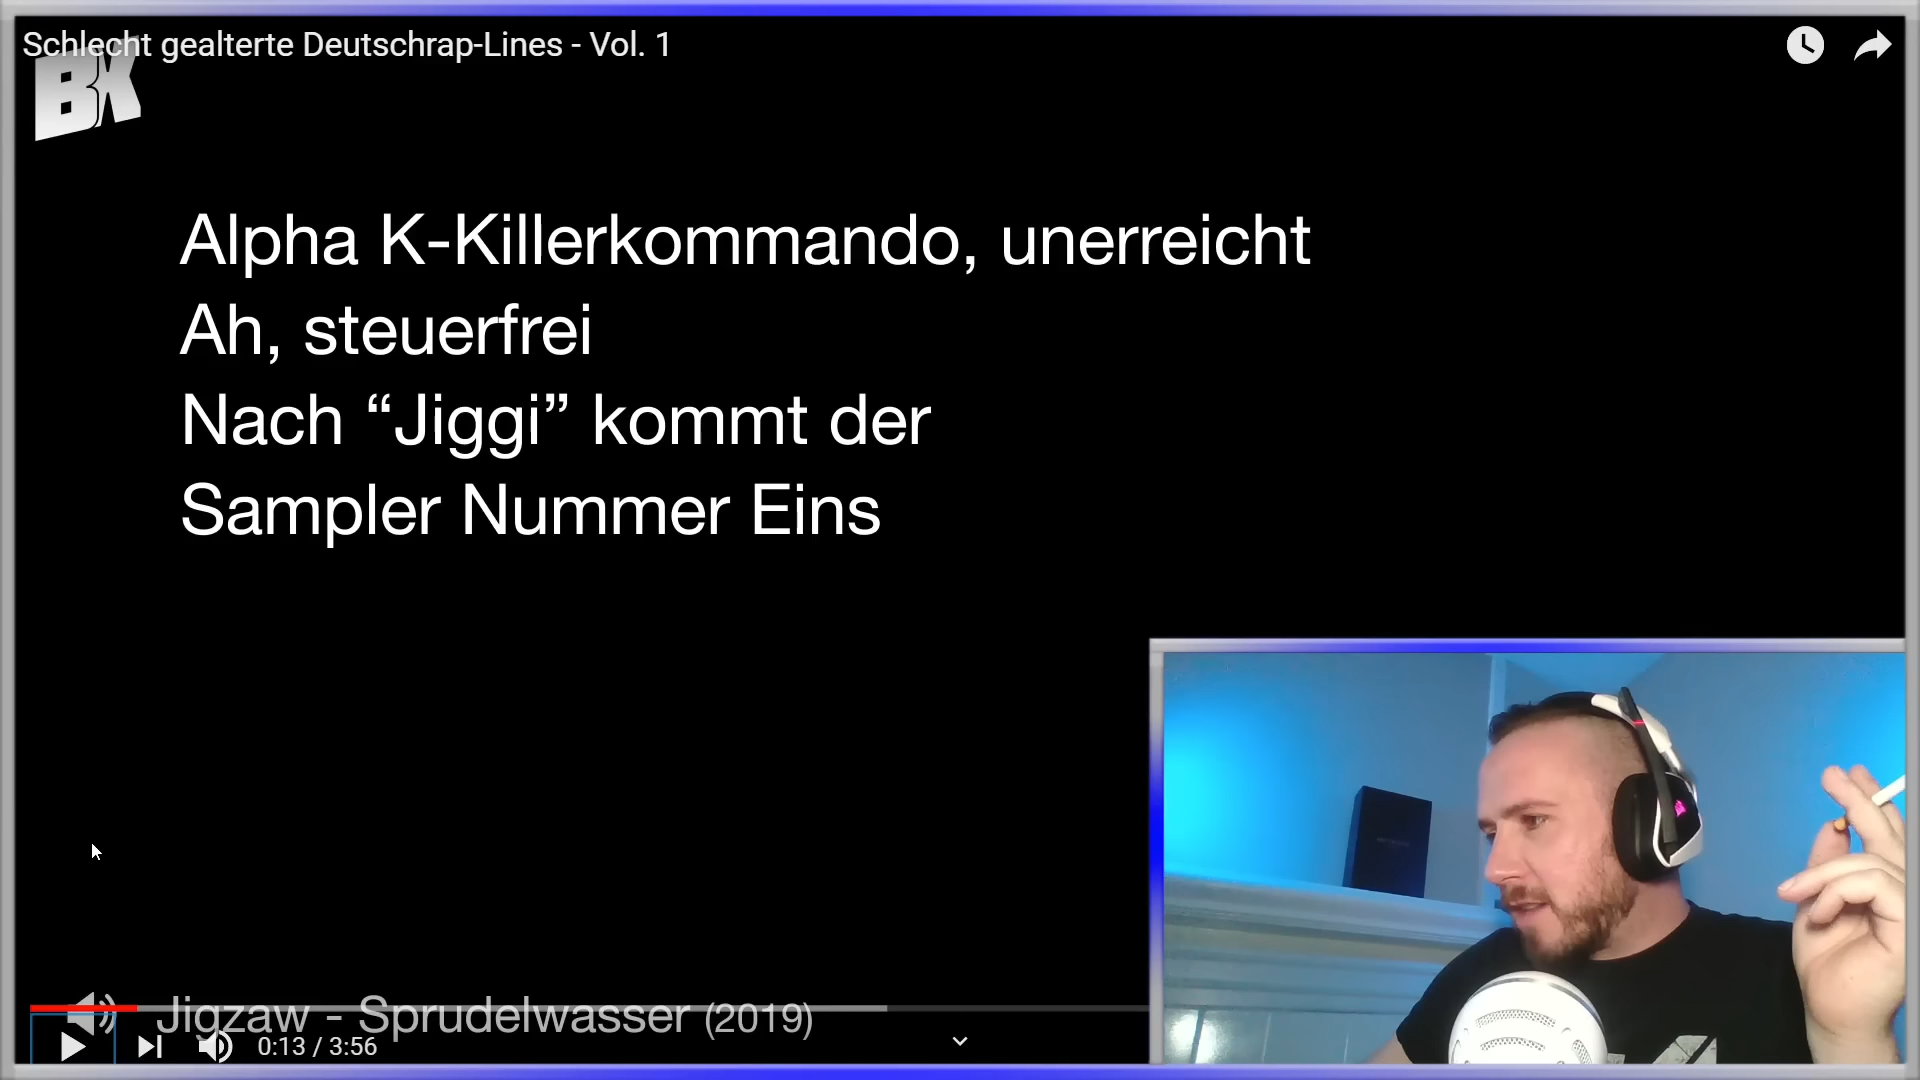 Schlecht gealterte Deutschrap-Lines - Vol. 1
BX
Alpha K-Killerkommando, unerreicht
Ah, steuerfrei
Nach “Jiggi” kommt der
Sampler Nummer Eins
Jigzaw - Sprudelwasser (2019)
0:13 / 3:56